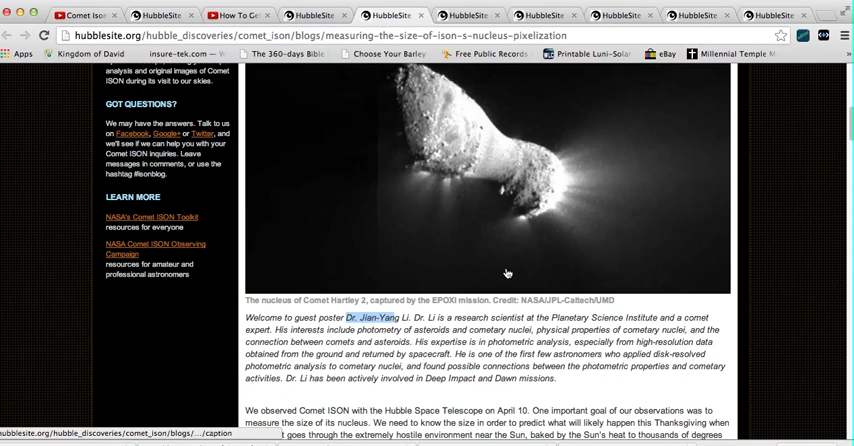 Comet Ison
HubbleSite
How To Get
HubbleSite
HubbleSite
HubbleSite
HubbleSite
HubbleSite
HubbleSite
HubbleSite
hubblesite.org/hubble_discoveries/comet_ison/blogs/measuring-the-size-of-ison-s-nucleus-pixelization
Apps
Kingdom of David
insure-tek.com
The 360-days Bible
Choose Your Barley
Free Public Records
Printable Luni-Solar
eBay
Millennial Temple M
analysis and original images of Comet
ISON during its visit to our skies.
GOT QUESTIONS?
We may have the answers. Talk to us
on Facebook, Google+ or Twitter, and
we'll see if we can help you with your
Comet ISON inquiries. Leave
messages in comments, or use the
hashtag #isonblog.
LEARN MORE
NASA's Comet ISON Toolkit
resources for everyone
NASA Comet ISON Observing
Campaign
resources for amateur and
professional astronomers
The nucleus of Comet Hartley 2, captured by the EPOXI mission. Credit: NASA/JPL-Caltech/UMD
Welcome to guest poster Dr. Jian-Yang Li. Dr. Li is a research scientist at the Planetary Science Institute and a comet
expert. His interests include photometry of asteroids and cometary nuclei, physical properties of cometary nuclei, and the
connection between comets and asteroids. His expertise is in photometric analysis, especially from high-resolution data
obtained from the ground and returned by spacecraft. He is one of the first few astronomers who applied disk-resolved
photometric analysis to cometary nuclei, and found possible connections between the photometric properties and cometary
activities. Dr. Li has been actively involved in Deep Impact and Dawn missions.
We observed Comet ISON with the Hubble Space Telescope on April 10. One important goal of our observations was to
measure the size of its nucleus. We need to know the size in order to predict what will likely happen this Thanksgiving when
t goes through the extremely hostile environment near the Sun, baked by the Sun's heat to thousands of degrees
hubblesite.org/hubble_discoveries/comet_ison/blogs/.../caption